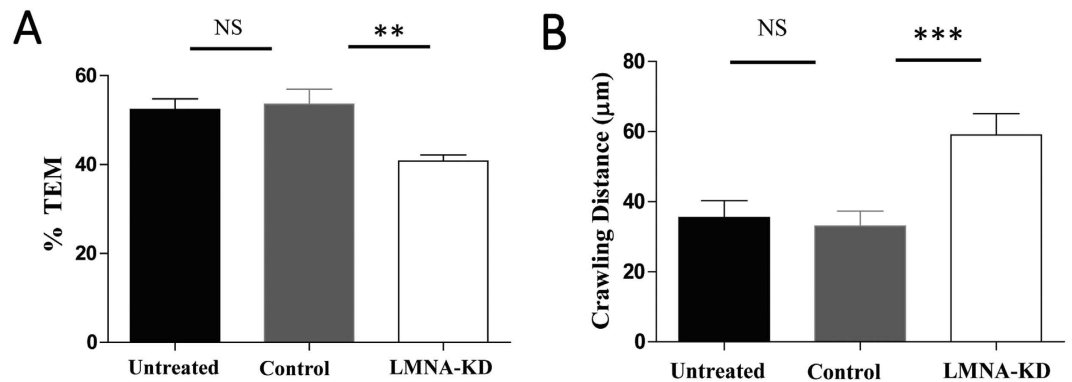 A
NS
**
60
40
20
0
% TEM
Untreated
Control
LMNA-KD
B
NS
***
80
60
40
20
0
Crawling Distance (μm)
Untreated
Control
LMNA-KD